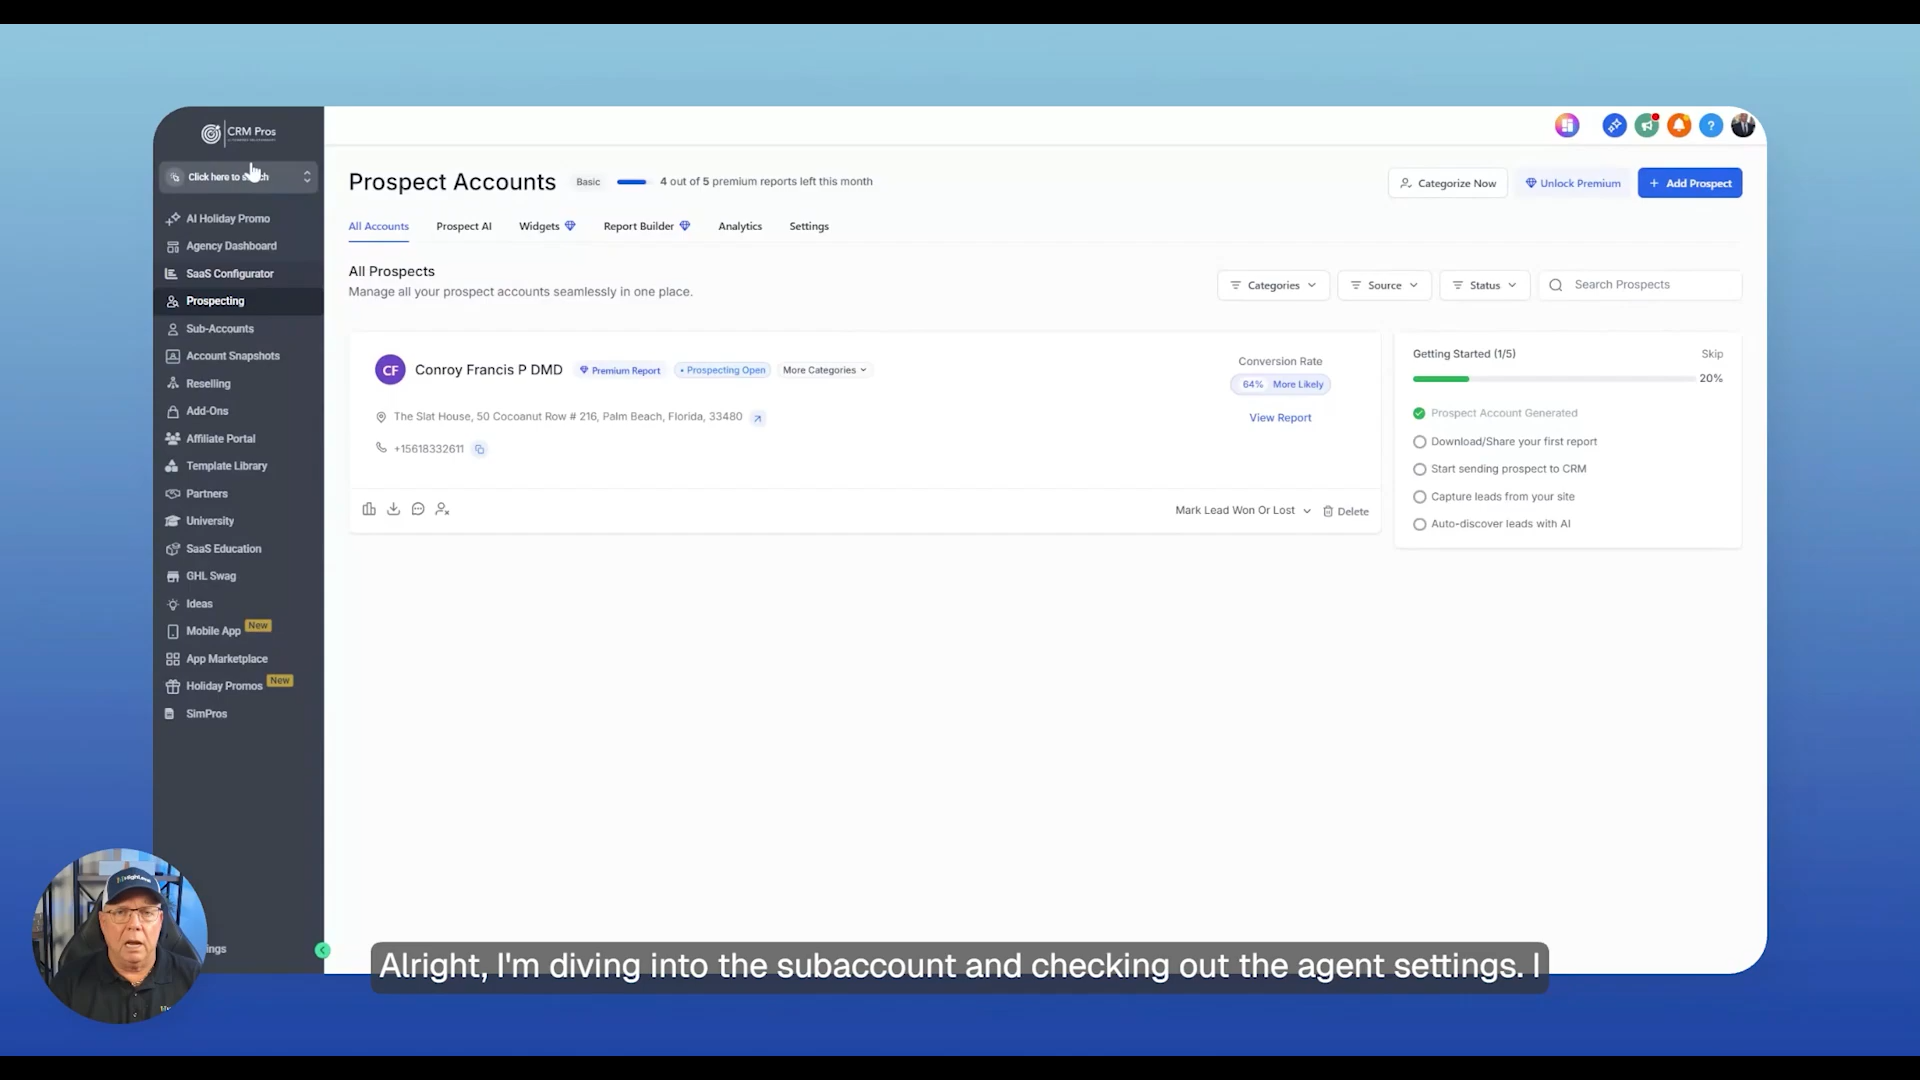 CRM Pros
Click here to
AI Holiday Promo
Agency Dashboard
SaaS Configurator
Prospecting
Sub-Accounts
Account Snapshots
Reselling
Add-Ons
Affiliate Portal
Template Library
Partners
University
SaaS Education
GHL Swag
Ideas
Mobile App New
App Marketplace
Holiday Promos New
SimPros
ings
Prospect Accounts Basic 4 out of 5 premium reports left this month
Categorize Now Unlock Premium + Add Prospect
All Accounts Prospect AI Widgets Report Builder Analytics Settings
All Prospects
Manage all your prospect accounts seamlessly in one place.
Categories Source Status Search Prospects
CF Conroy Francis P DMD Premium Report • Prospecting Open More Categories
The Slat House, 50 Cocoanut Row # 216, Palm Beach, Florida, 33480
+15618332611
Conversion Rate
64% More Likely
View Report
Mark Lead Won Or Lost Delete
Getting Started (1/5) Skip
20%
Prospect Account Generated
Download/Share your first report
Start sending prospect to CRM
Capture leads from your site
Auto-discover leads with AI
Alright, I'm diving into the subaccount and checking out the agent settings. I